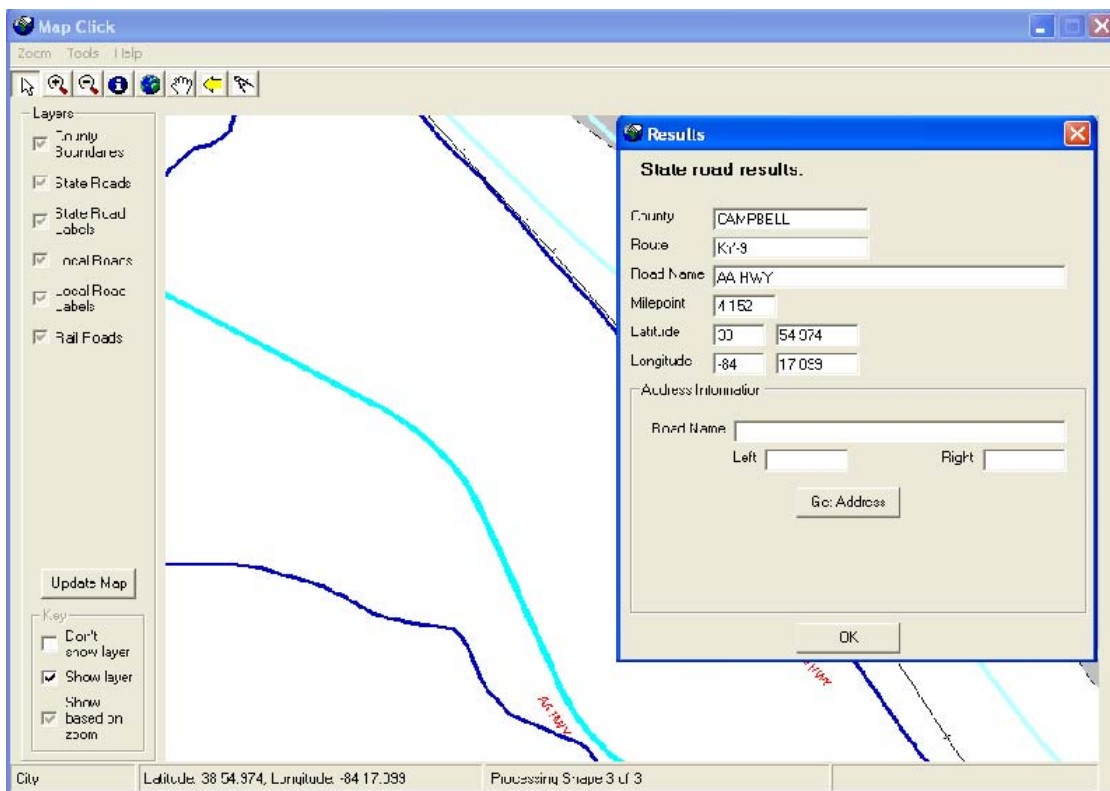 Map Click
Zoom Tools Help
Layers
County Boundaries
State Roads
State Road Labels
Local Roads
Local Road Labels
Rail Roads
Update Map
Key
Don't show layer
Show layer
Show based on zoom
AA HWY
HWY
Results
State road results.
County CAMPBELL
Route KY-9
Road Name AA HWY
Milepoint 4.152
Latitude 54.974
Longitude -84 17.099
Address Information
Road Name
Left Right
Get Address
OK
City Latitude: 38 54.974, Longitude: -84 17.099 Processing Shape 3 of 3